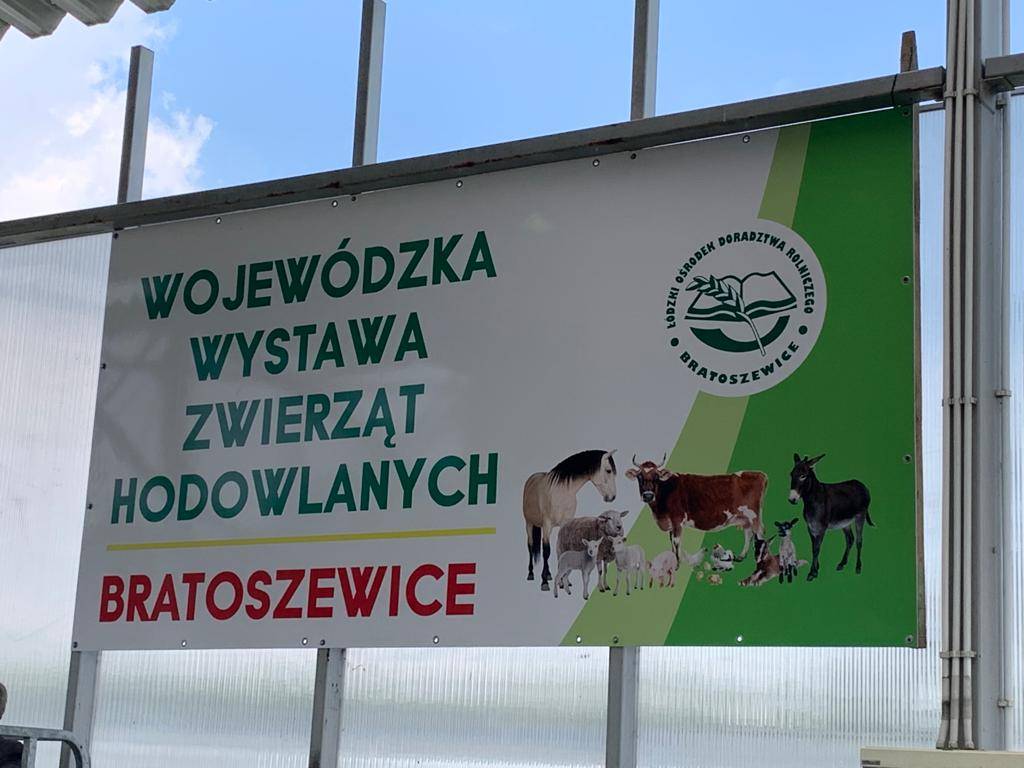 WOJEWÓDZKA
WYSTAWA
ZWIERZĄT
HODOWLANYCH
BRATOSZEWICE
ŁÓDZKI OŚRODEK DORADZTWA ROLNICZEGO
• BRATOSZEWICE •